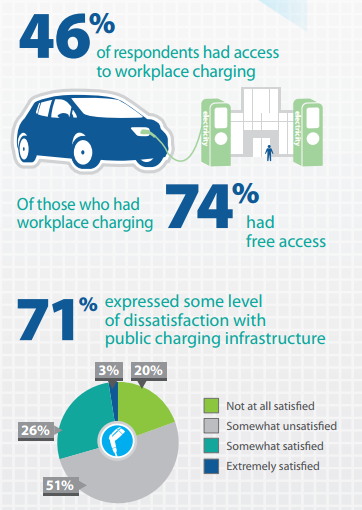 46%
of respondents had access
to workplace charging
electricity
electricity
Of those who had
workplace charging
74%
had
free access
71%
expressed some level
of dissatisfaction with
public charging infrastructure
3%
20%
26%
51%
Not at all satisfied
Somewhat unsatisfied
Somewhat satisfied
Extremely satisfied